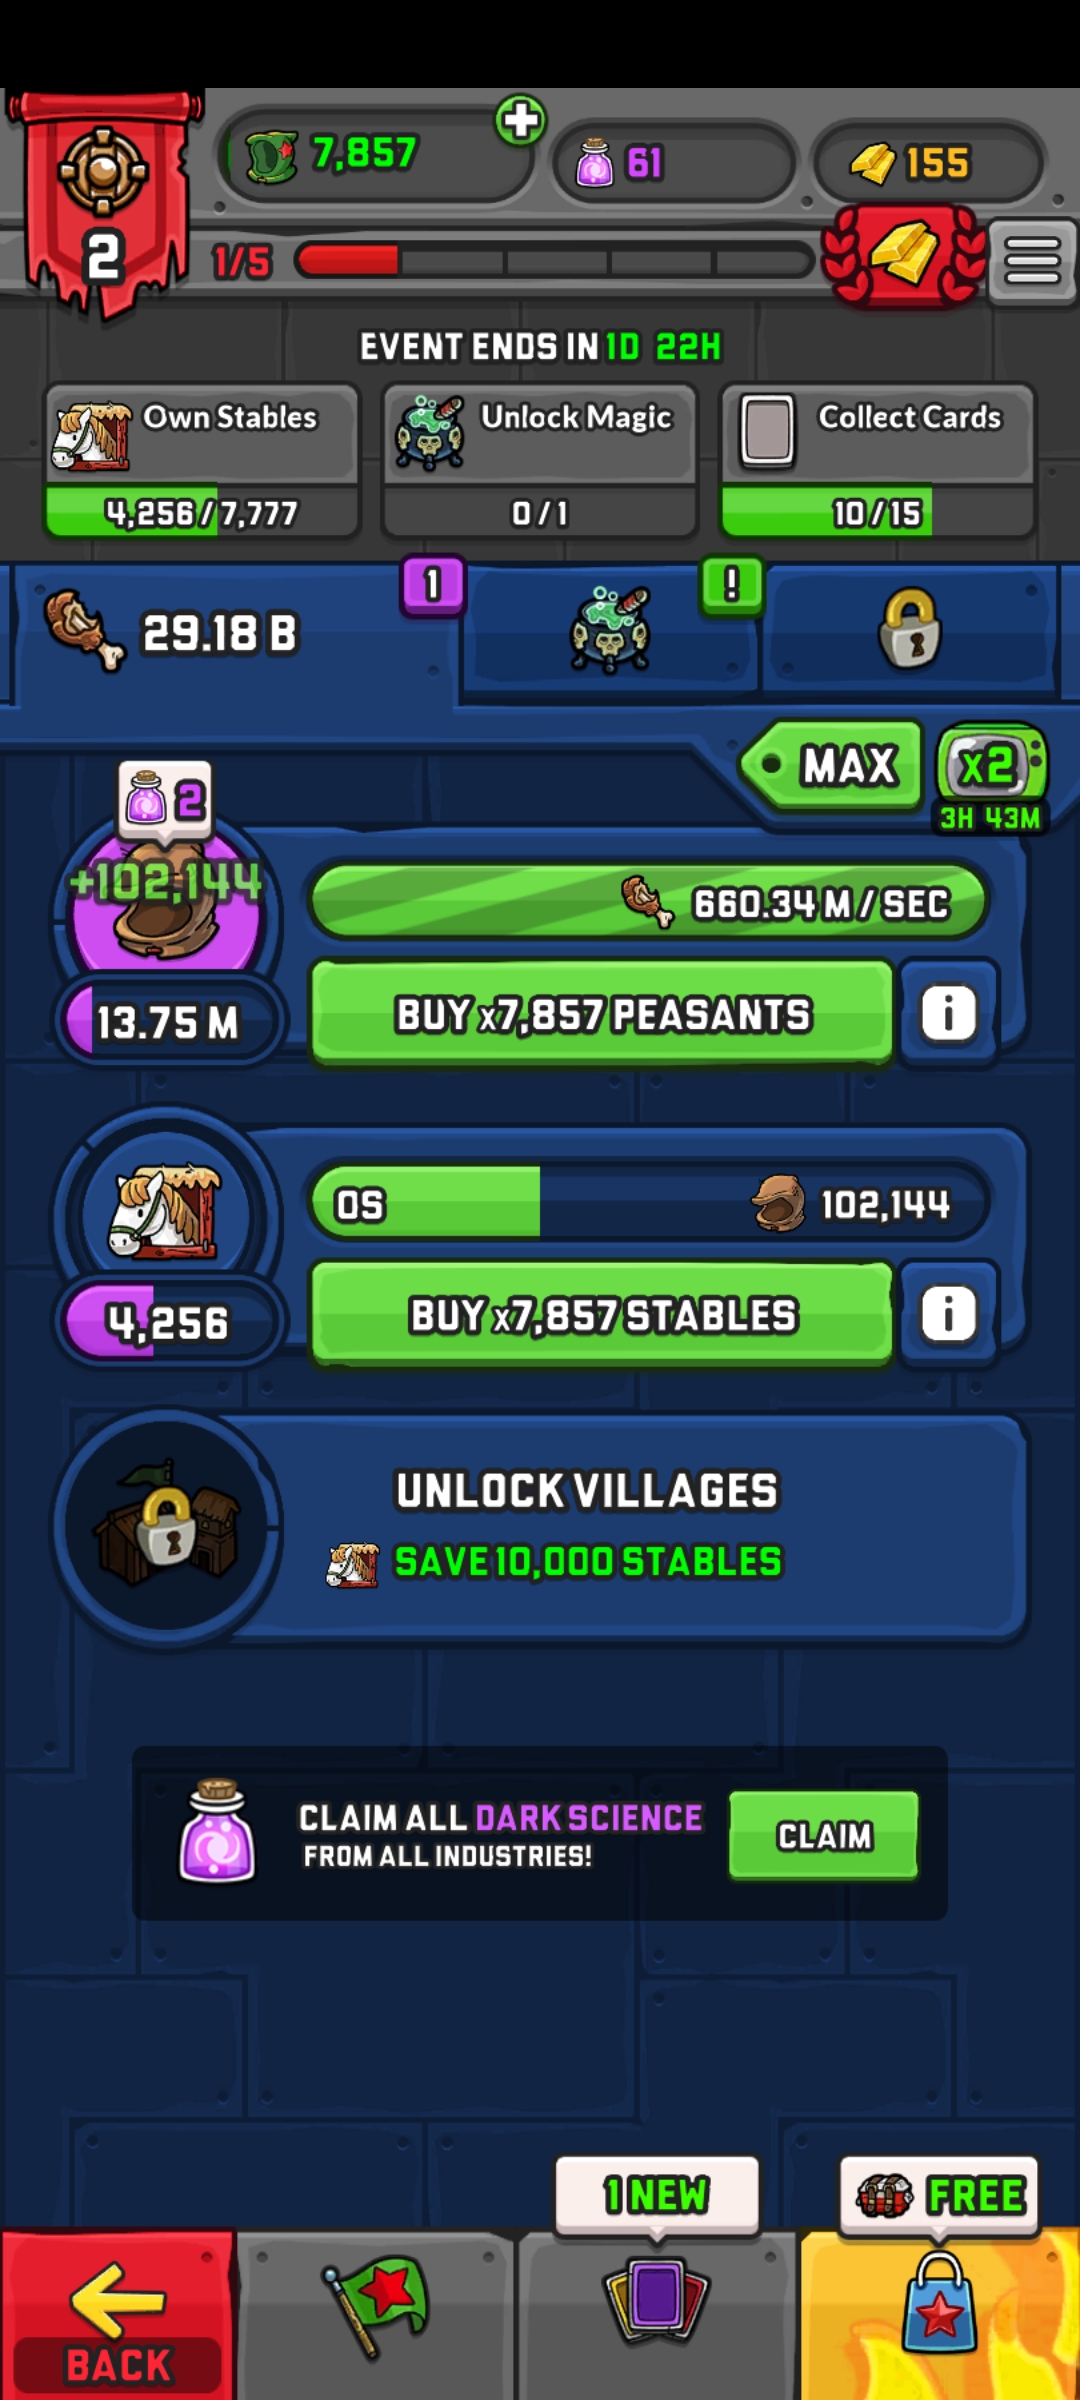 7,857
61
155
2
1/5
EVENT ENDS IN 1D 22H
Own Stables
4,256/7,777
Unlock Magic
0/1
Collect Cards
10/15
29.18 B
1
!
MAX
x2
3H 43M
2
+102,144
660.34 M / SEC
13.75 M
BUY x7,857 PEASANTS
i
0S
102,144
4,256
BUY x7,857 STABLES
i
UNLOCK VILLAGES
SAVE 10,000 STABLES
CLAIM ALL DARK SCIENCE
FROM ALL INDUSTRIES!
CLAIM
1 NEW
FREE
BACK